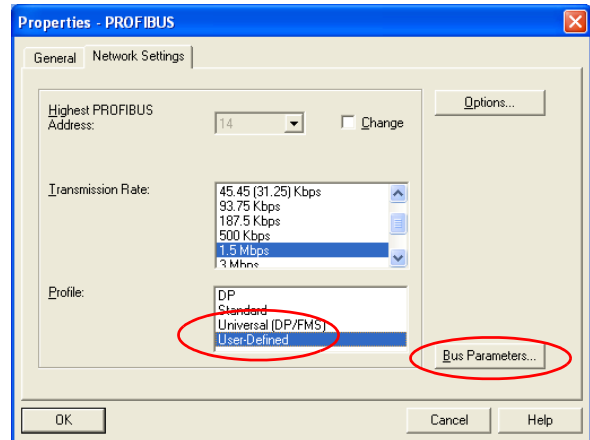 Properties - PROFIBUS
General Network Settings
Highest PROFIBUS
Address:
14
Change
Options...
Transmission Rate:
45.45 (31.25) Kbps
93.75 Kbps
187.5 Kbps
500 Kbps
1.5 Mbps
3 Mbps
Profile:
DP
Standard
Universal (DP/FMS)
User-Defined
Bus Parameters...
OK
Cancel
Help